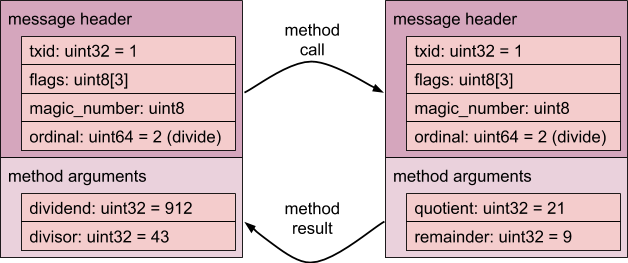 message header
txid: uint32 = 1
flags: uint8[3]
magic_number: uint8
ordinal: uint64 = 2 (divide)
method arguments
dividend: uint32 = 912
divisor: uint32 = 43
method
call
method
result
message header
txid: uint32 = 1
flags: uint8[3]
magic_number: uint8
ordinal: uint64 = 2 (divide)
method arguments
quotient: uint32 = 21
remainder: uint32 = 9